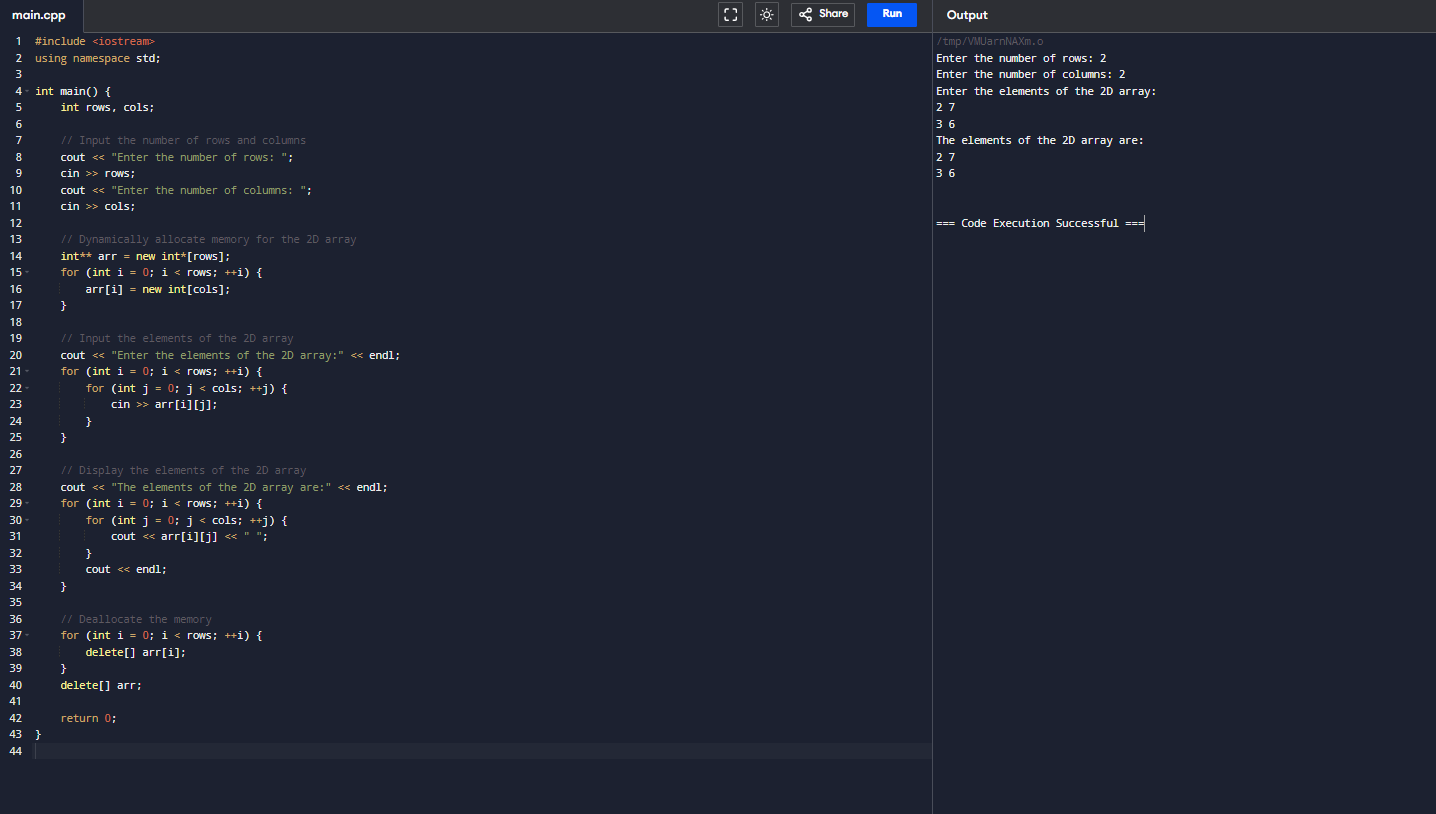 main.cpp
Share
Run
Output
1 #include <iostream>
2 using namespace std;
3
4 int main() {
5     int rows, cols;
6
7     // Input the number of rows and columns
8     cout << "Enter the number of rows: ";
9     cin >> rows;
10     cout << "Enter the number of columns: ";
11     cin >> cols;
12
13     // Dynamically allocate memory for the 2D array
14     int** arr = new int*[rows];
15     for (int i = 0; i < rows; ++i) {
16         arr[i] = new int[cols];
17     }
18
19     // Input the elements of the 2D array
20     cout << "Enter the elements of the 2D array:" << endl;
21     for (int i = 0; i < rows; ++i) {
22         for (int j = 0; j < cols; ++j) {
23             cin >> arr[i][j];
24         }
25     }
26
27     // Display the elements of the 2D array
28     cout << "The elements of the 2D array are:" << endl;
29     for (int i = 0; i < rows; ++i) {
30         for (int j = 0; j < cols; ++j) {
31             cout << arr[i][j] << " ";
32         }
33         cout << endl;
34     }
35
36     // Deallocate the memory
37     for (int i = 0; i < rows; ++i) {
38         delete[] arr[i];
39     }
40     delete[] arr;
41
42     return 0;
43 }
44
/tmp/VMUarnNAXm.o
Enter the number of rows: 2
Enter the number of columns: 2
Enter the elements of the 2D array:
2 7
3 6
The elements of the 2D array are:
2 7
3 6
=== Code Execution Successful ===